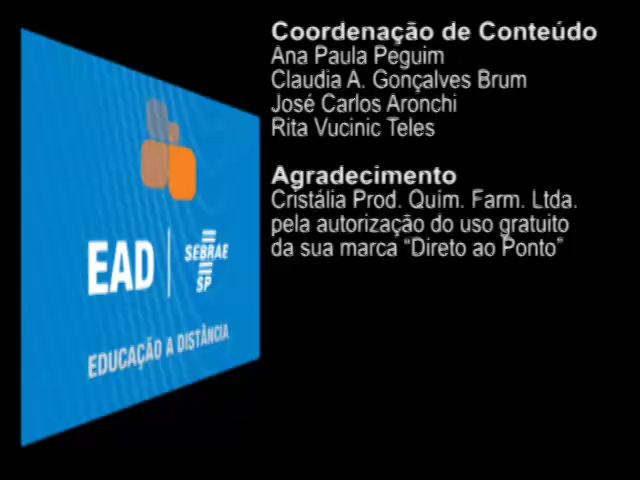 Coordenação de Conteúdo
Ana Paula Peguim
Claudia A. Gonçalves Brum
José Carlos Aronchi
Rita Vucinic Teles
Agradecimento
Cristália Prod. Quim. Farm. Ltda.
pela autorização do uso gratuito
da sua marca “Direto ao Ponto”
EAD
SEBRAE
SP
EDUCAÇÃO A DISTÂNCIA